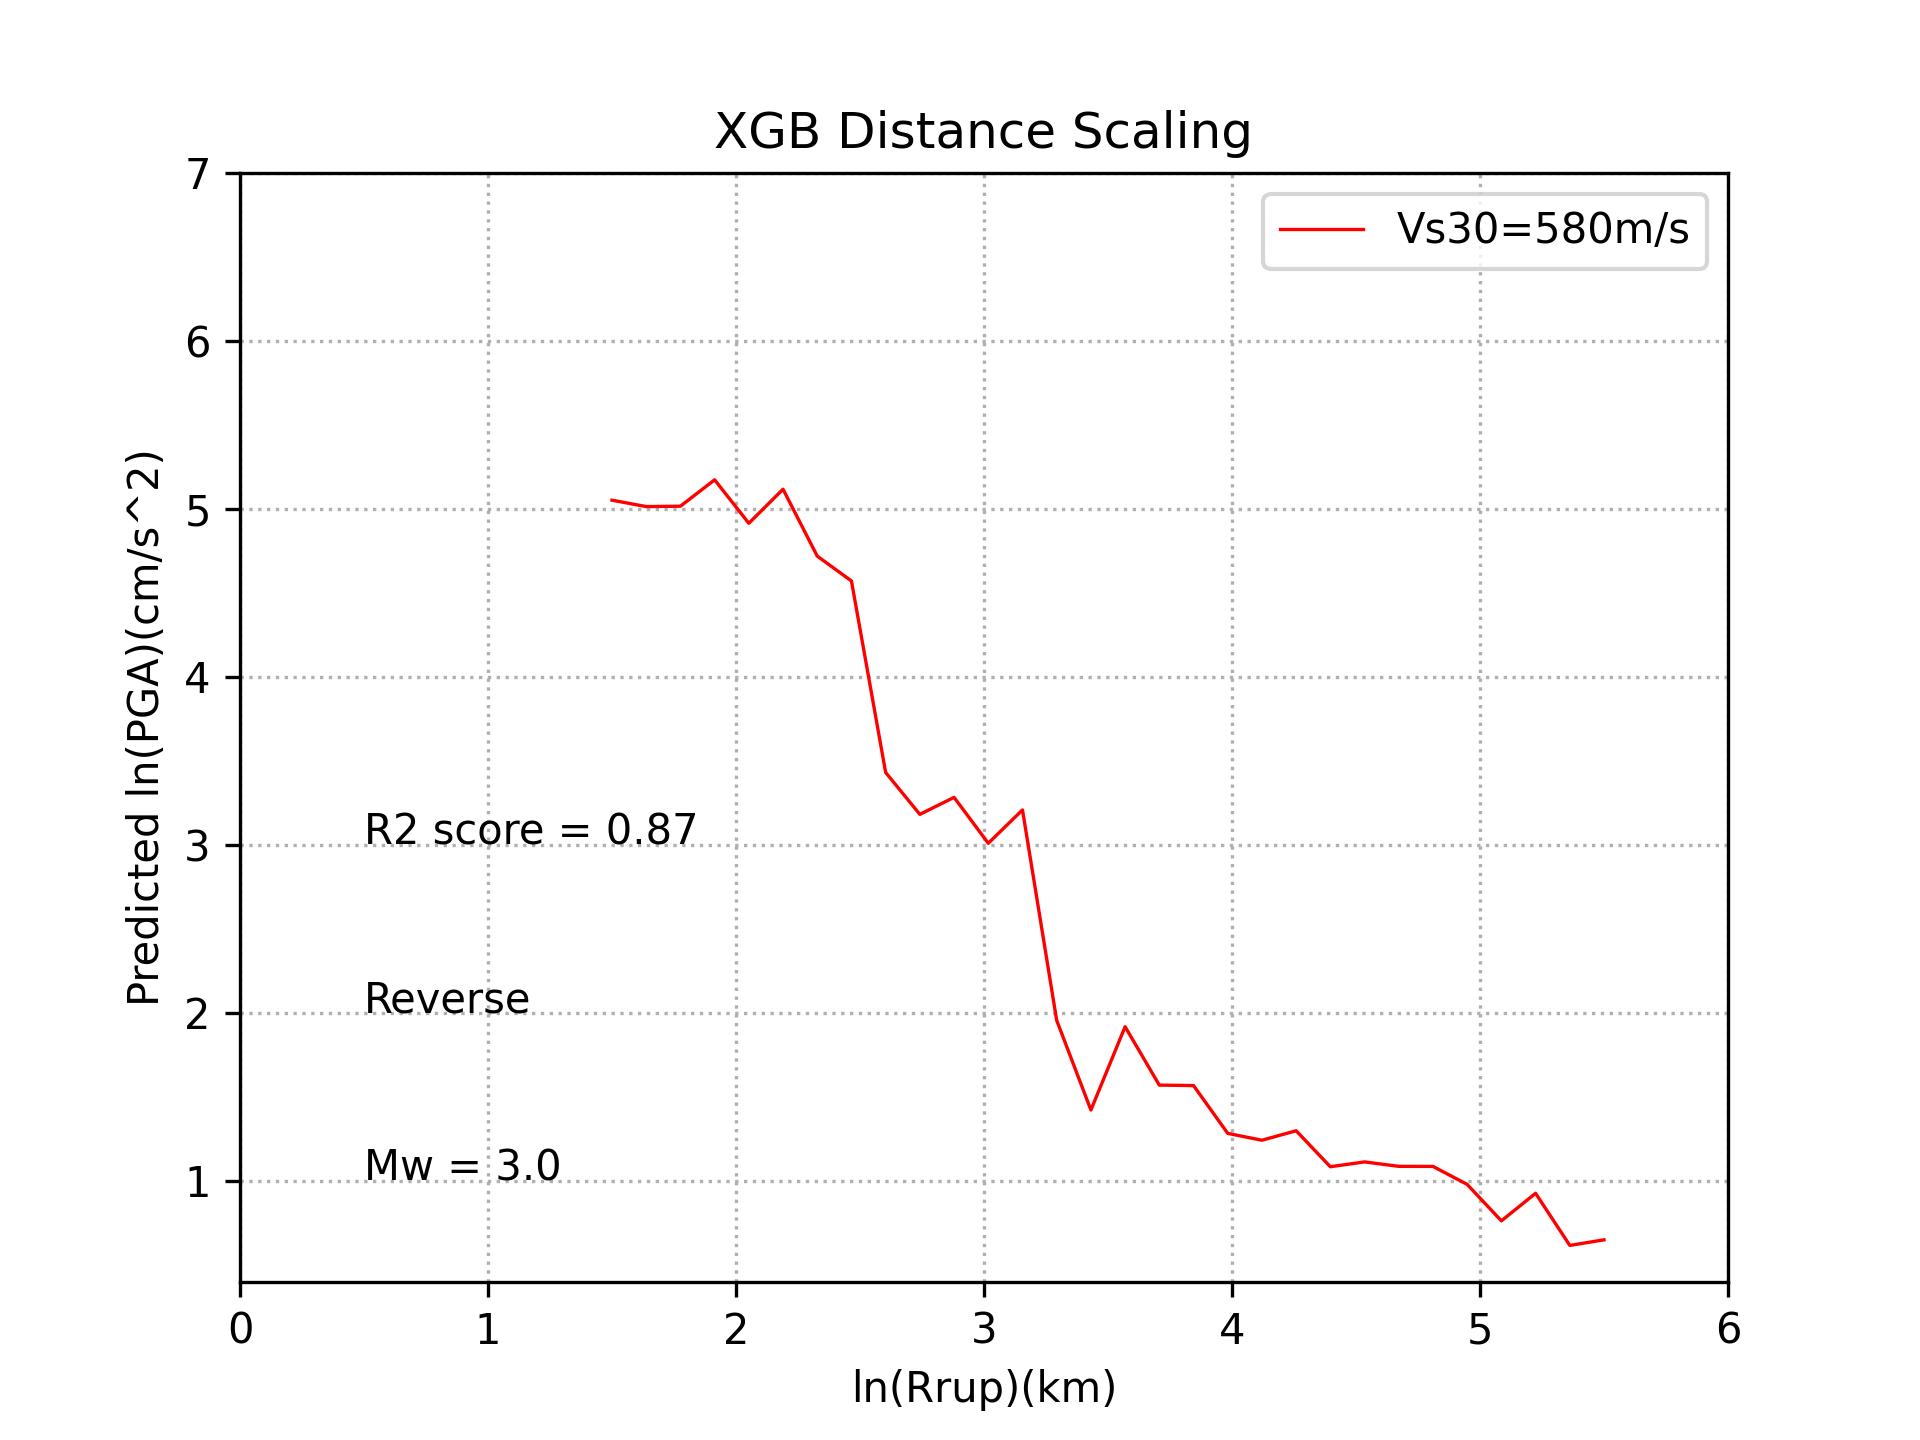 XGB Distance Scaling
Vs30=580m/s
7
6
5
4
3
2
1
Predicted ln(PGA)(cm/s^2)
R2 score = 0.87
Reverse
Mw = 3.0
0 1 2 3 4 5 6
ln(Rrup)(km)